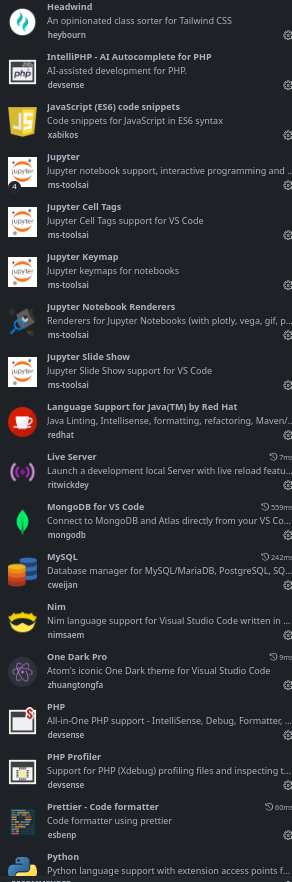 Headwind
An opinionated class sorter for Tailwind CSS
heybourn
IntelliPHP - AI Autocomplete for PHP
php
AI-assisted development for PHP.
devsense
JavaScript (ES6) code snippets
JS
Code snippets for JavaScript in ES6 syntax
xabikos
Jupyter
jupyter
Jupyter notebook support, interactive programming and ...
4
ms-toolsai
Jupyter Cell Tags
jupyter
Jupyter Cell Tags support for VS Code
ms-toolsai
Jupyter Keymap
jupyter
Jupyter keymaps for notebooks
ms-toolsai
Jupyter Notebook Renderers
Renderers for Jupyter Notebooks (with plotly, vega, gif, p...
ms-toolsai
Jupyter Slide Show
jupyter
Jupyter Slide Show support for VS Code
ms-toolsai
Language Support for Java(TM) by Red Hat
Java Linting, Intellisense, formatting, refactoring, Maven/...
redhat
Live Server 7ms
Launch a development local Server with live reload featu...
ritwickdey
MongoDB for VS Code 559ms
Connect to MongoDB and Atlas directly from your VS Co...
mongodb
MySQL 242ms
Database manager for MySQL/MariaDB, PostgreSQL, SQ...
cweijan
Nim
Nim language support for Visual Studio Code written in ...
nimsaem
One Dark Pro 9ms
Atom's iconic One Dark theme for Visual Studio Code
zhuangtongfa
PHP
All-in-One PHP support - IntelliSense, Debug, Formatter, ...
devsense
PHP Profiler
Support for PHP (Xdebug) profiling files and inspecting t...
devsense
Prettier - Code formatter 60ms
Code formatter using prettier
esbenp
Python
Python language support with extension access points f...